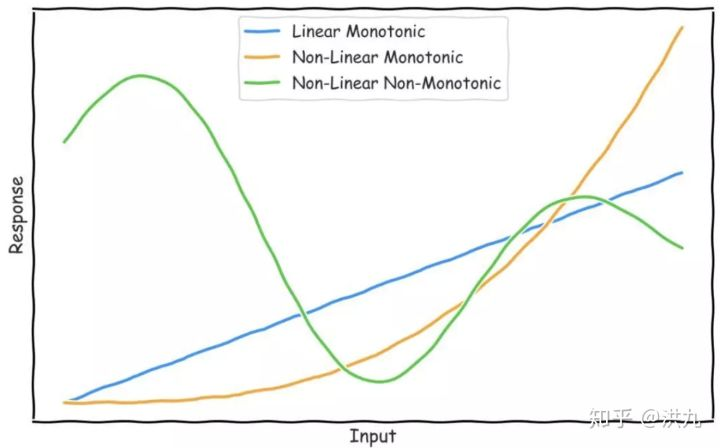 Linear Monotonic
Non-Linear Monotonic
Non-Linear Non-Monotonic
Response
Input
知乎 @洪九